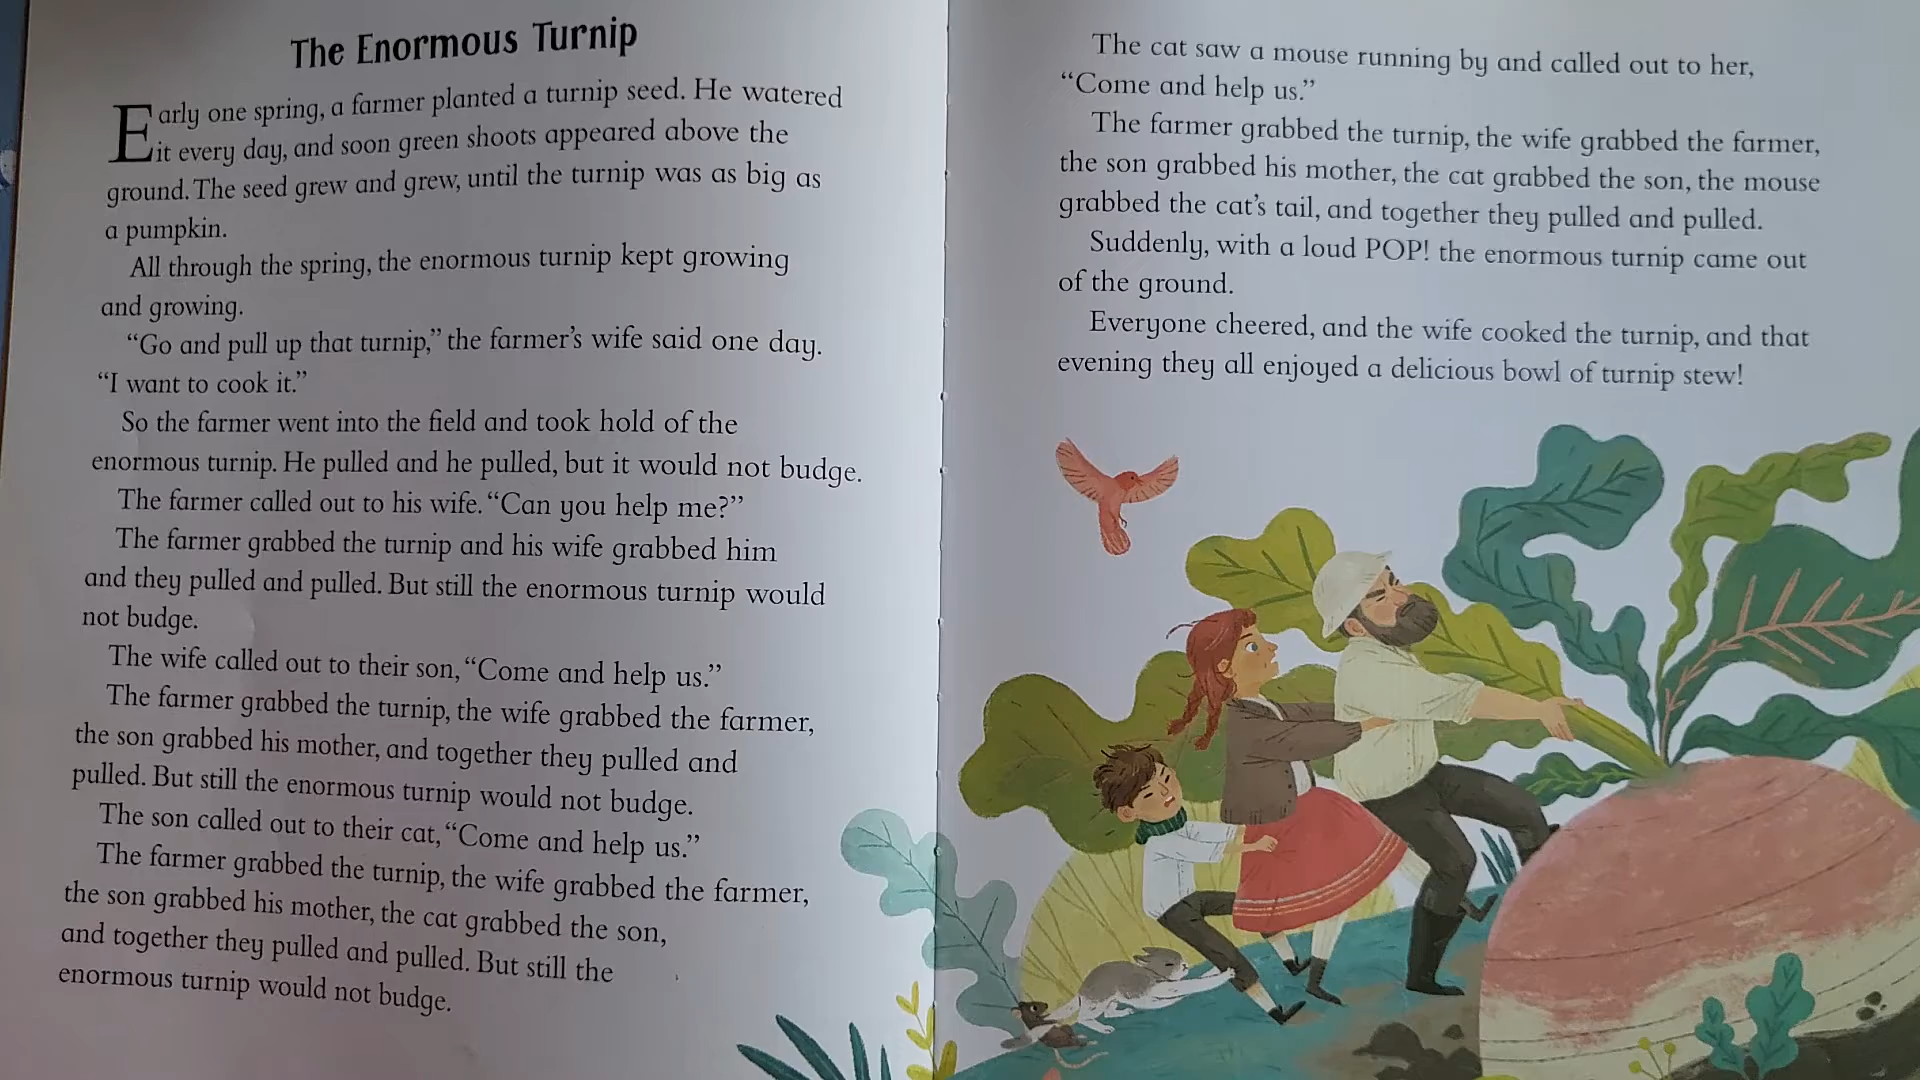 The Enormous Turnip
Early one spring, a farmer planted a turnip seed. He watered
it every day, and soon green shoots appeared above the
ground. The seed grew and grew, until the turnip was as big as
a pumpkin.
All through the spring, the enormous turnip kept growing
and growing.
“Go and pull up that turnip,” the farmer’s wife said one day.
“I want to cook it.”
So the farmer went into the field and took hold of the
enormous turnip. He pulled and he pulled, but it would not budge.
The farmer called out to his wife. “Can you help me?”
The farmer grabbed the turnip and his wife grabbed him
and they pulled and pulled. But still the enormous turnip would
not budge.
The wife called out to their son, “Come and help us.”
The farmer grabbed the turnip, the wife grabbed the farmer,
the son grabbed his mother, and together they pulled and
pulled. But still the enormous turnip would not budge.
The son called out to their cat, “Come and help us.”
The farmer grabbed the turnip, the wife grabbed the farmer,
the son grabbed his mother, the cat grabbed the son,
and together they pulled and pulled. But still the
enormous turnip would not budge.
The cat saw a mouse running by and called out to her,
“Come and help us.”
The farmer grabbed the turnip, the wife grabbed the farmer,
the son grabbed his mother, the cat grabbed the son, the mouse
grabbed the cat’s tail, and together they pulled and pulled.
Suddenly, with a loud POP! the enormous turnip came out
of the ground.
Everyone cheered, and the wife cooked the turnip, and that
evening they all enjoyed a delicious bowl of turnip stew!